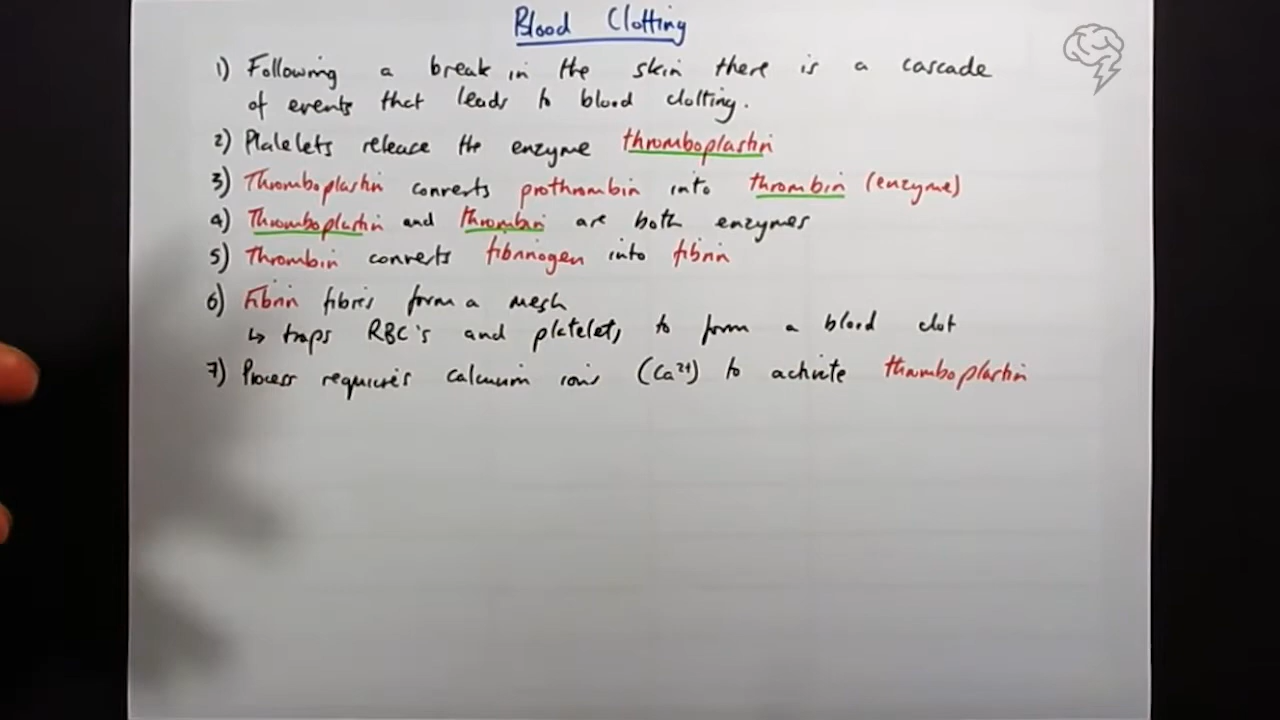 Blood Clotting
1) Following a break in the skin there is a cascade
of events that leads to blood clotting.
2) Platelets release the enzyme thromboplastin
3) Thromboplastin converts prothrombin into thrombin (enzyme)
4) Thromboplastin and thrombin are both enzymes
5) Thrombin converts fibrinogen into fibrin
6) Fibrin fibres form a mesh
↳ traps RBC's and platelets to form a blood clot
7) Process requires calcium ions (Ca²⁺) to activate thromboplastin